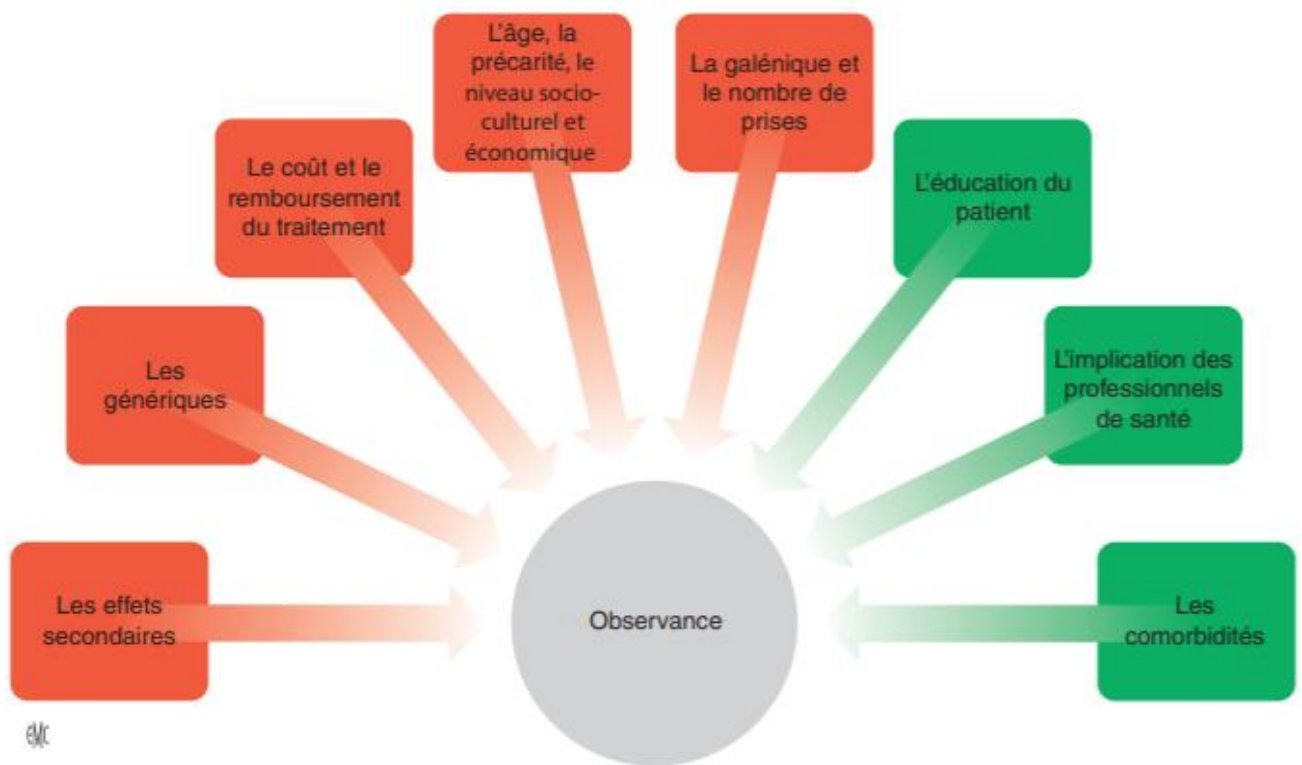 L'âge, la
précarité, le
niveau socio-
culturel et
économique
La galénique et
le nombre de
prises
Le coût et le
remboursement
du traitement
L'éducation du
patient
Les
génériques
L'implication des
professionnels
de santé
Les effets
secondaires
Observance
Les
comorbidités
EMC